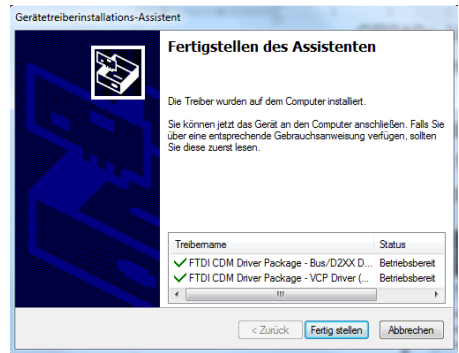 Gerätetreiberinstallations-Assistent
Fertigstellen des Assistenten
Die Treiber wurden auf dem Computer installiert.
Sie können jetzt das Gerät an den Computer anschließen. Falls Sie
über eine entsprechende Gebrauchsanweisung verfügen, sollten
Sie diese zuerst lesen.
Treibername Status
FTDI CDM Driver Package - Bus/D2XX D... Betriebsbereit
FTDI CDM Driver Package - VCP Driver (... Betriebsbereit
< Zurück Fertig stellen Abbrechen